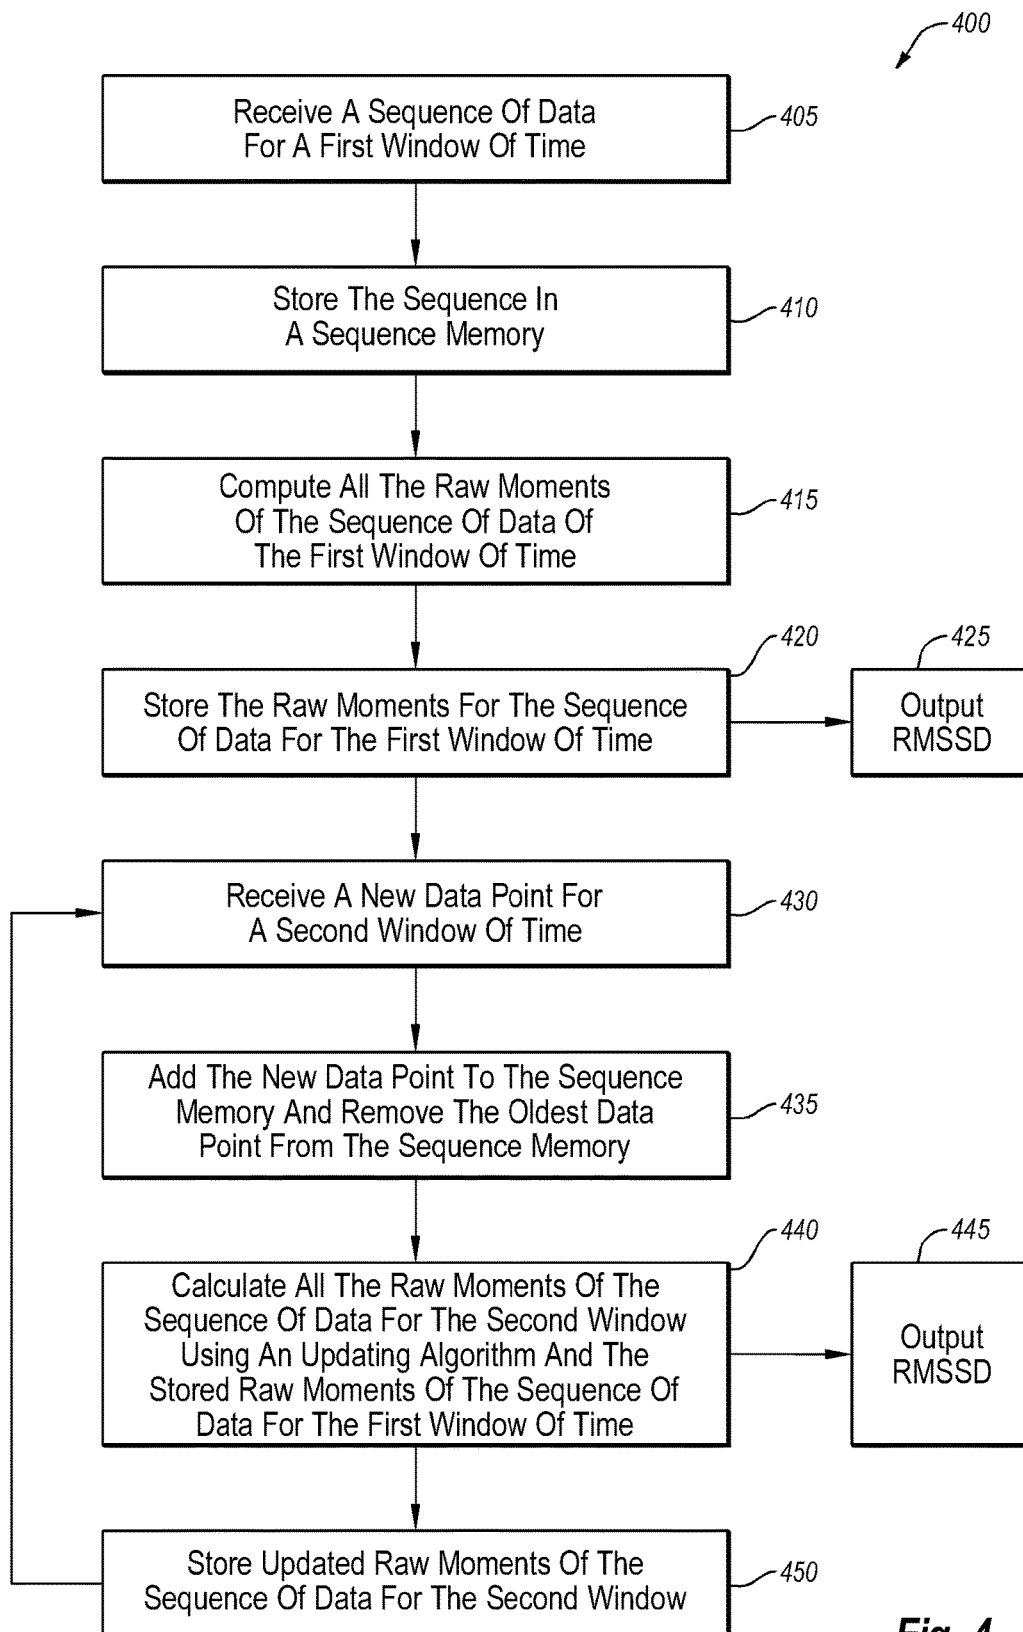 400
Receive A Sequence Of Data
For A First Window Of Time
405
Store The Sequence In
A Sequence Memory
410
Compute All The Raw Moments
Of The Sequence Of Data Of
The First Window Of Time
415
420
Store The Raw Moments For The Sequence
Of Data For The First Window Of Time
425
Output
RMSSD
Receive A New Data Point For
A Second Window Of Time
430
Add The New Data Point To The Sequence
Memory And Remove The Oldest Data
Point From The Sequence Memory
435
440
Calculate All The Raw Moments Of The
Sequence Of Data For The Second Window
Using An Updating Algorithm And The
Stored Raw Moments Of The Sequence Of
Data For The First Window Of Time
445
Output
RMSSD
Store Updated Raw Moments Of The
Sequence Of Data For The Second Window
450
Fig. 4